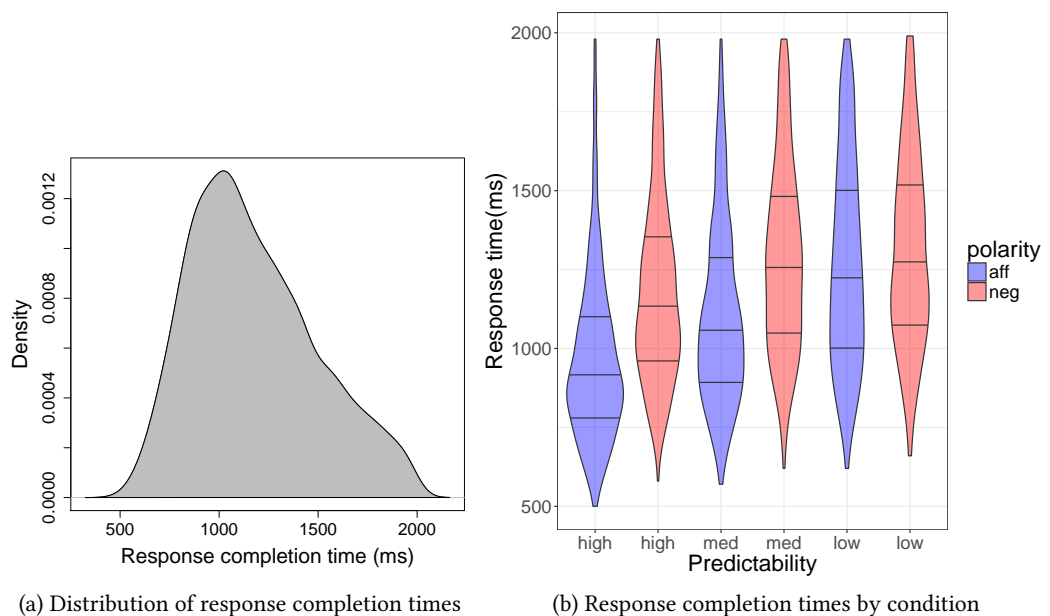 Density
0.0000
0.0004
0.0008
0.0012
500 1000 1500 2000
Response completion time (ms)
(a) Distribution of response completion times
Response time(ms)
2000
1500
1000
500
high high med med low low
Predictability
polarity
aff
neg
(b) Response completion times by condition